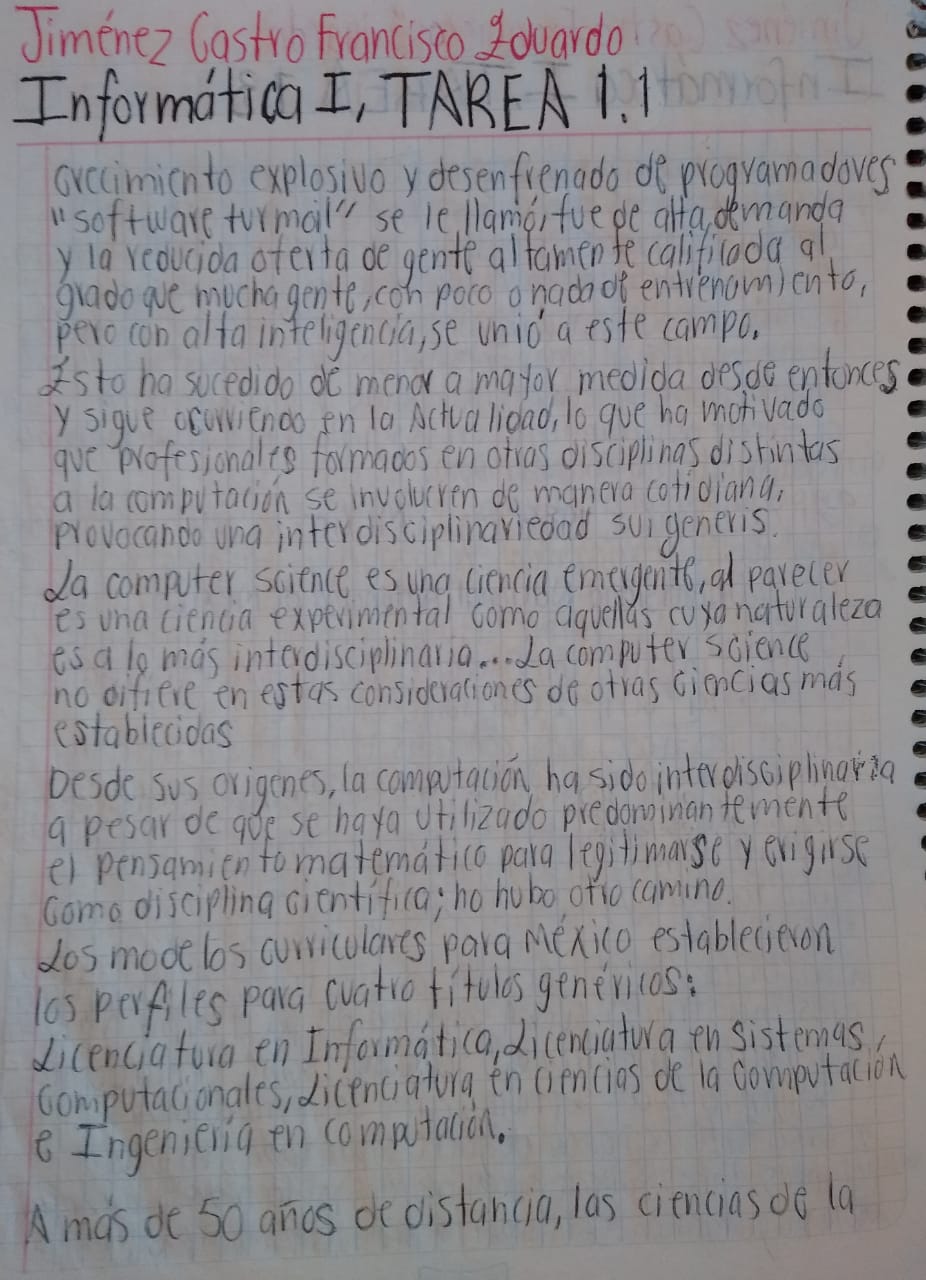 Jiménez Castro Francisco Eduardo
Informática I, TAREA 1.1
crecimiento explosivo y desenfrenado de programadores
"software turmoil" se le llamó, fue de alta, demanda
y la reducida oferta de gente altamente calificada al
grado que mucha gente, con poco o nada de entrenamiento,
pero con alta inteligencia, se unió a este campo.
Esto ha sucedido de menor a mayor medida desde entonces
y sigue ocurriendo en la Actualidad, lo que ha motivado
que profesionales formados en otras disciplinas distintas
a la computación se involucren de manera cotidiana,
provocando una interdisciplinariedad sui generis.
La computer science es una ciencia emergente, al parecer
es una ciencia experimental como aquellas cuya naturaleza
es a lo más interdisciplinaria... La computer science
no difiere en estas consideraciones de otras ciencias más
establecidas
Desde sus origenes, la computación ha sido interdisciplinaria
a pesar de que se haya utilizado predominantemente
el pensamiento matemático para legitimarse y erigirse
como disciplina científica; no hubo otro camino.
Los modelos curriculares para México establecieron
los perfiles para cuatro títulos genéricos:
Licenciatura en Informática, Licenciatura en Sistemas,
Computacionales, Licenciatura en ciencias de la Computación
e Ingeniería en computación.
A más de 50 años de distancia, las ciencias de la